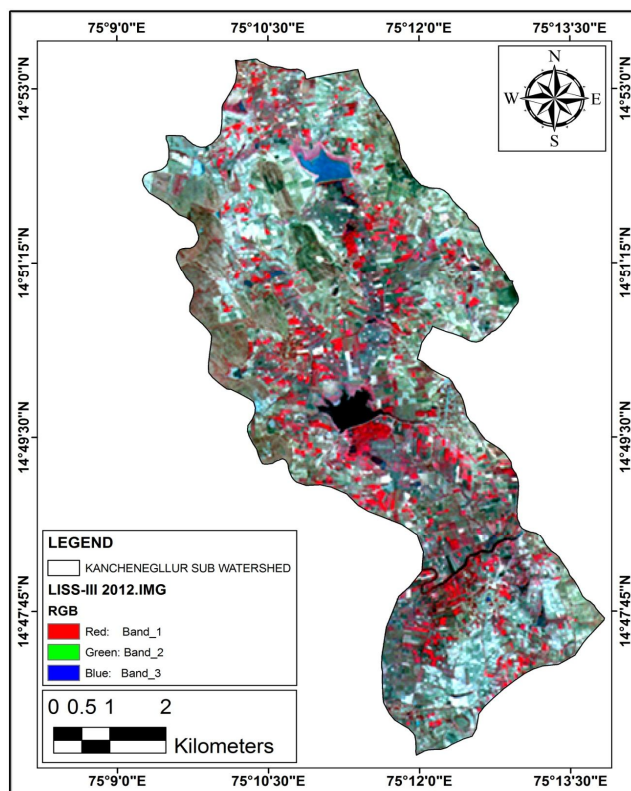 75°9'0"E 75°10'30"E 75°12'0"E 75°13'30"E
N
W E
S
14°53'0"N 14°53'0"N
14°51'15"N 14°51'15"N
14°49'30"N 14°49'30"N
14°47'45"N 14°47'45"N
LEGEND
KANCHENEGLLUR SUB WATERSHED
LISS-III 2012.IMG
RGB
Red: Band_1
Green: Band_2
Blue: Band_3
0 0.5 1 2
Kilometers
75°9'0"E 75°10'30"E 75°12'0"E 75°13'30"E